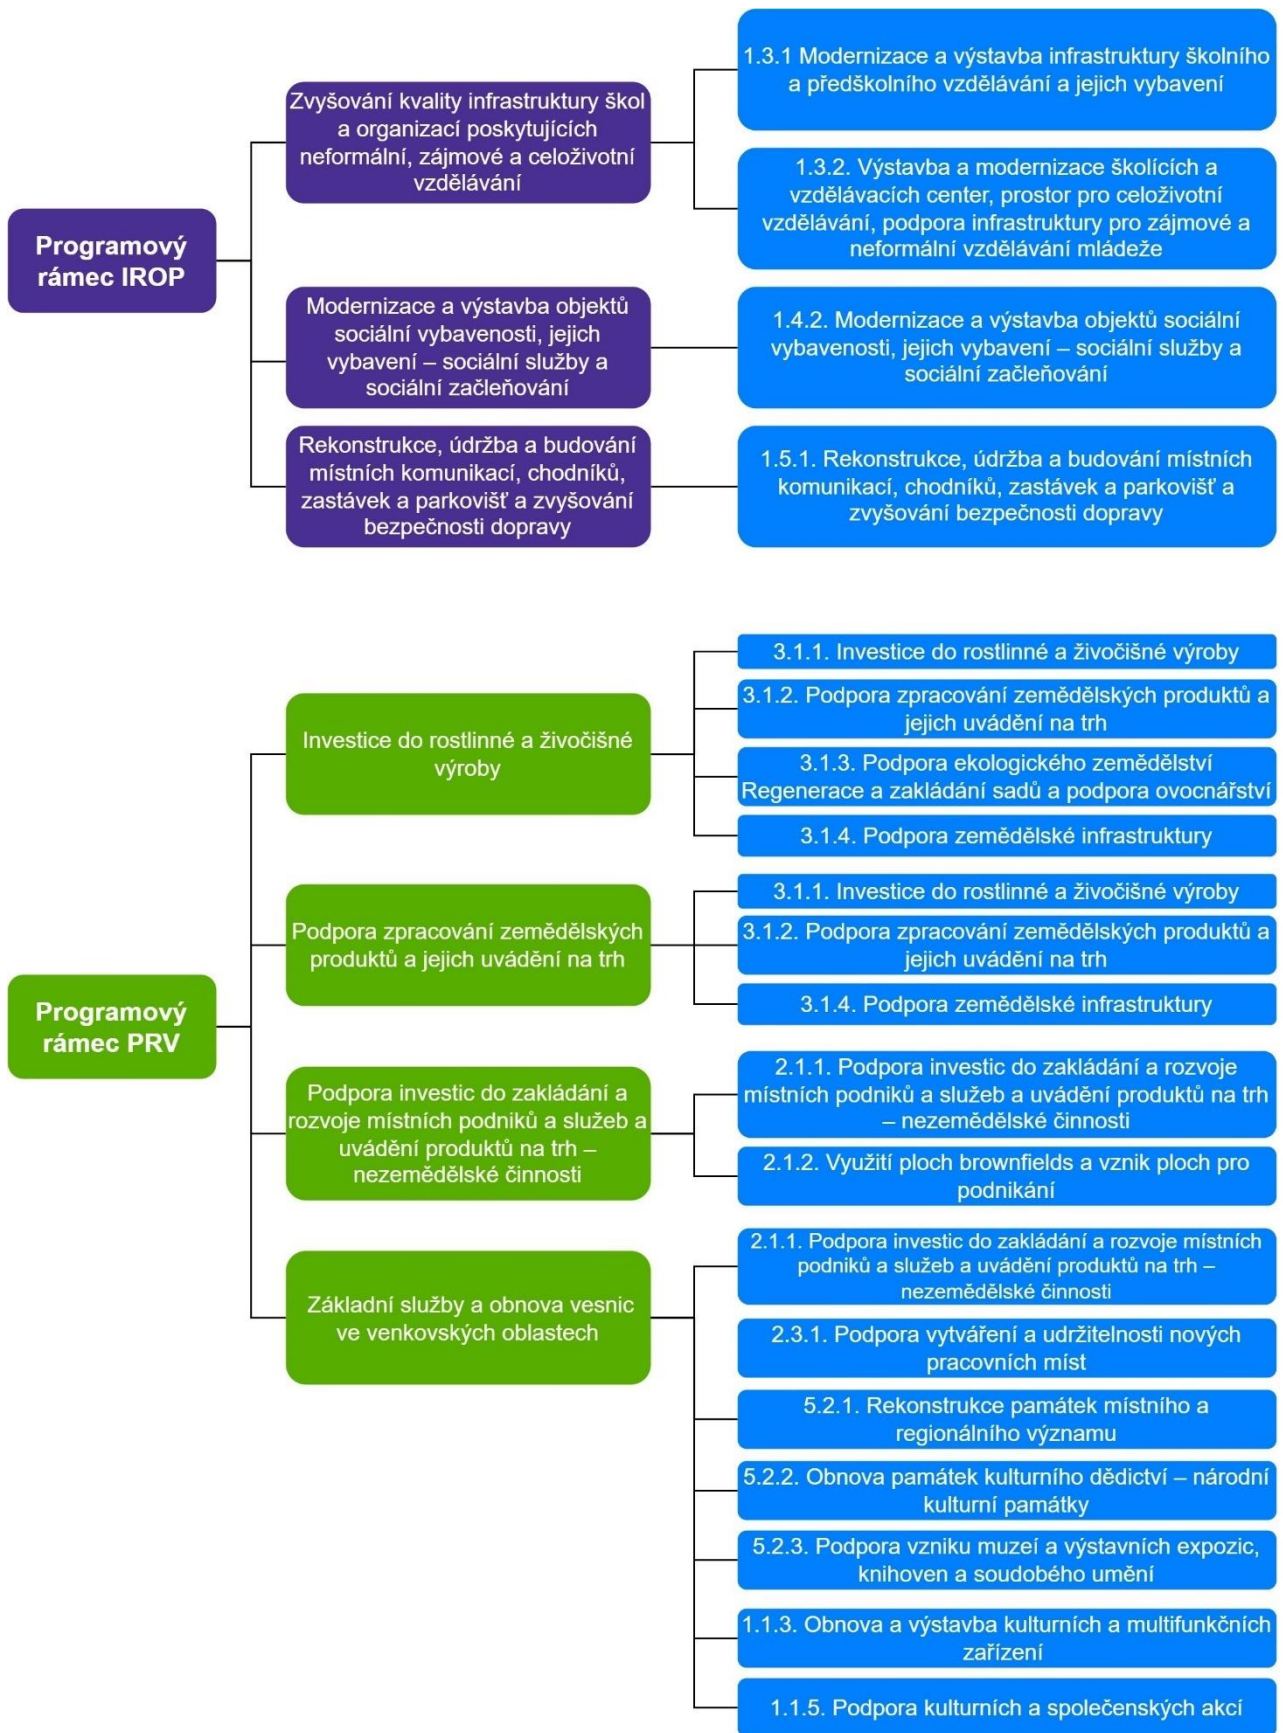 Programový
rámec IROP
Zvyšování kvality infrastruktury škol
a organizací poskytujících
neformální, zájmové a celoživotní
vzdělávání
1.3.1 Modernizace a výstavba infrastruktury školního
a předškolního vzdělávání a jejich vybavení
1.3.2. Výstavba a modernizace školících a
vzdělávacích center, prostor pro celoživotní
vzdělávání, podpora infrastruktury pro zájmové a
neformální vzdělávání mládeže
Modernizace a výstavba objektů
sociální vybavenosti, jejich
vybavení – sociální služby a
sociální začleňování
1.4.2. Modernizace a výstavba objektů sociální
vybavenosti, jejich vybavení – sociální služby a
sociální začleňování
Rekonstrukce, údržba a budování
místních komunikací, chodníků,
zastávek a parkovišť a zvyšování
bezpečnosti dopravy
1.5.1. Rekonstrukce, údržba a budování místních
komunikací, chodníků, zastávek a parkovišť a
zvyšování bezpečnosti dopravy
Programový
rámec PRV
Investice do rostlinné a živočišné
výroby
3.1.1. Investice do rostlinné a živočišné výroby
3.1.2. Podpora zpracování zemědělských produktů a
jejich uvádění na trh
3.1.3. Podpora ekologického zemědělství
Regenerace a zakládání sadů a podpora ovocnářství
3.1.4. Podpora zemědělské infrastruktury
Podpora zpracování zemědělských
produktů a jejich uvádění na trh
3.1.1. Investice do rostlinné a živočišné výroby
3.1.2. Podpora zpracování zemědělských produktů a
jejich uvádění na trh
3.1.4. Podpora zemědělské infrastruktury
Podpora investic do zakládání a
rozvoje místních podniků a služeb a
uvádění produktů na trh –
nezemědělské činnosti
2.1.1. Podpora investic do zakládání a rozvoje
místních podniků a služeb a uvádění produktů na trh
– nezemědělské činnosti
2.1.2. Využití ploch brownfields a vznik ploch pro
podnikání
Základní služby a obnova vesnic
ve venkovských oblastech
2.1.1. Podpora investic do zakládání a rozvoje místních
podniků a služeb a uvádění produktů na trh –
nezemědělské činnosti
2.3.1. Podpora vytváření a udržitelnosti nových
pracovních míst
5.2.1. Rekonstrukce památek místního a
regionálního významu
5.2.2. Obnova památek kulturního dědictví – národní
kulturní památky
5.2.3. Podpora vzniku muzeí a výstavních expozic,
knihoven a soudobého umění
1.1.3. Obnova a výstavba kulturních a multifunkčních
zařízení
1.1.5. Podpora kulturních a společenských akcí